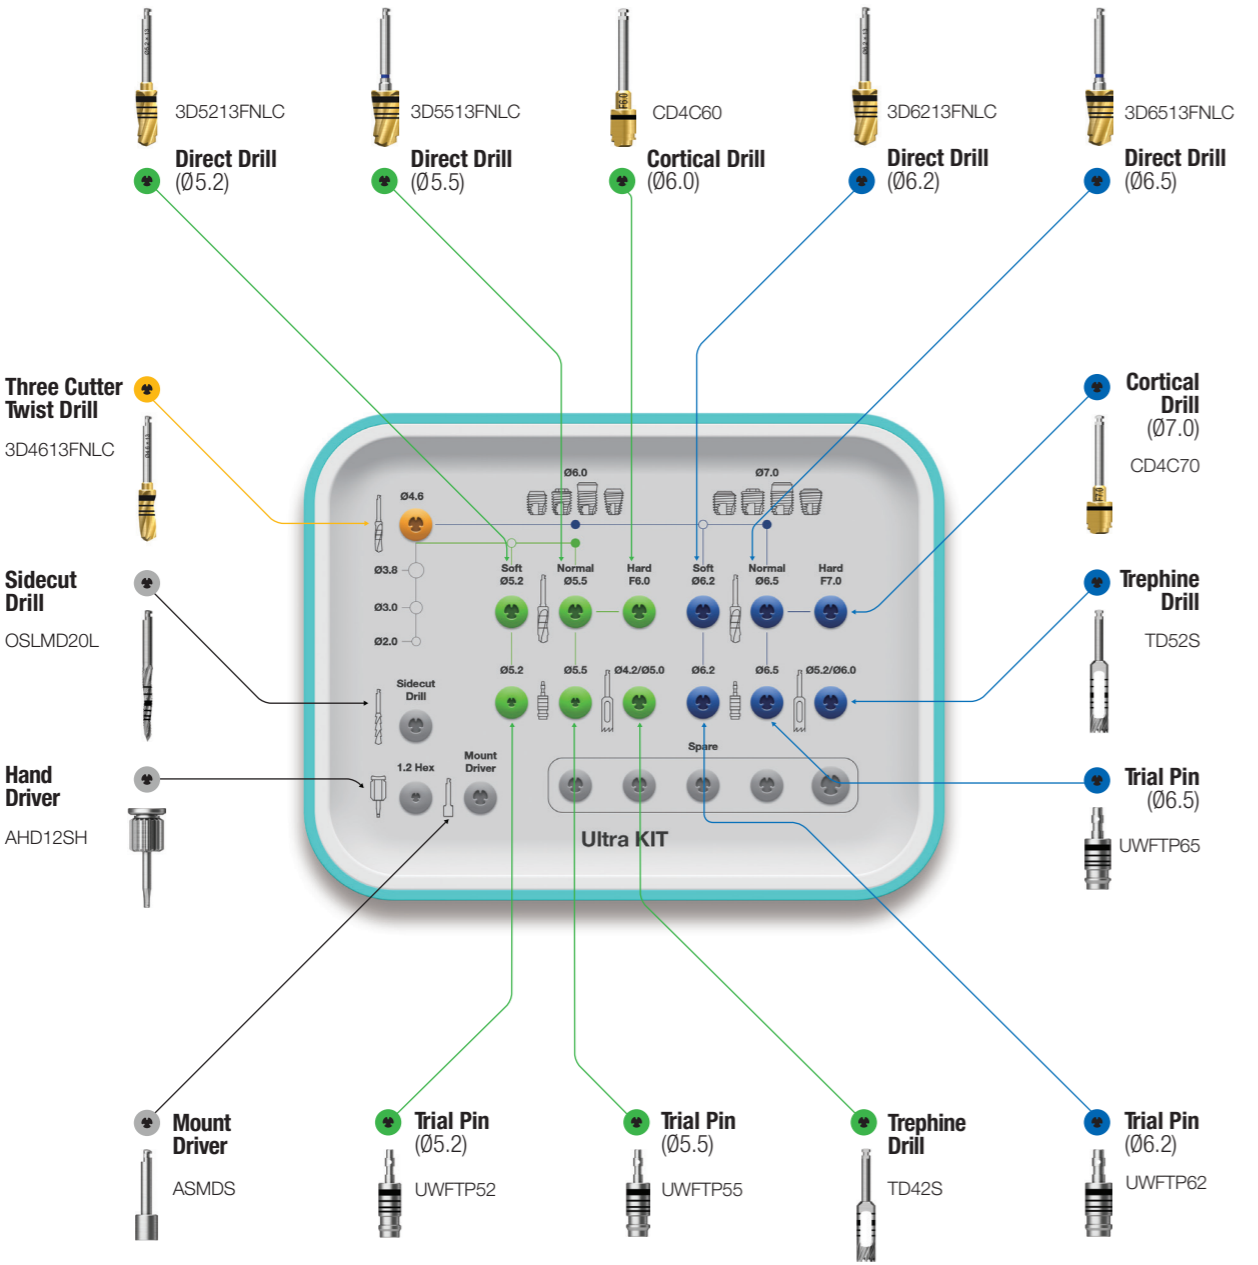 3D5213FNLC
Direct Drill
(Ø5.2)
3D5513FNLC
Direct Drill
(Ø5.5)
F6.0
CD4C60
Cortical Drill
(Ø6.0)
3D6213FNLC
Direct Drill
(Ø6.2)
3D6513FNLC
Direct Drill
(Ø6.5)
Three Cutter
Twist Drill
3D4613FNLC
Sidecut
Drill
OSLMD20L
Hand
Driver
AHD12SH
Cortical
Drill
(Ø7.0)
CD4C70
F7.0
Trephine
Drill
TD52S
Trial Pin
(Ø6.5)
UWFTP65
Ø6.0
Ø7.0
Ø4.6
Ø3.8
Ø3.0
Ø2.0
Soft
Ø5.2
Normal
Ø5.5
Hard
F6.0
Soft
Ø6.2
Normal
Ø6.5
Hard
F7.0
Ø5.2
Ø5.5
Ø4.2/Ø5.0
Ø6.2
Ø6.5
Ø5.2/Ø6.0
Sidecut
Drill
1.2 Hex
Mount
Driver
Spare
Ultra KIT
Mount
Driver
ASMDS
Trial Pin
(Ø5.2)
UWFTP52
Trial Pin
(Ø5.5)
UWFTP55
Trephine
Drill
TD42S
Trial Pin
(Ø6.2)
UWFTP62